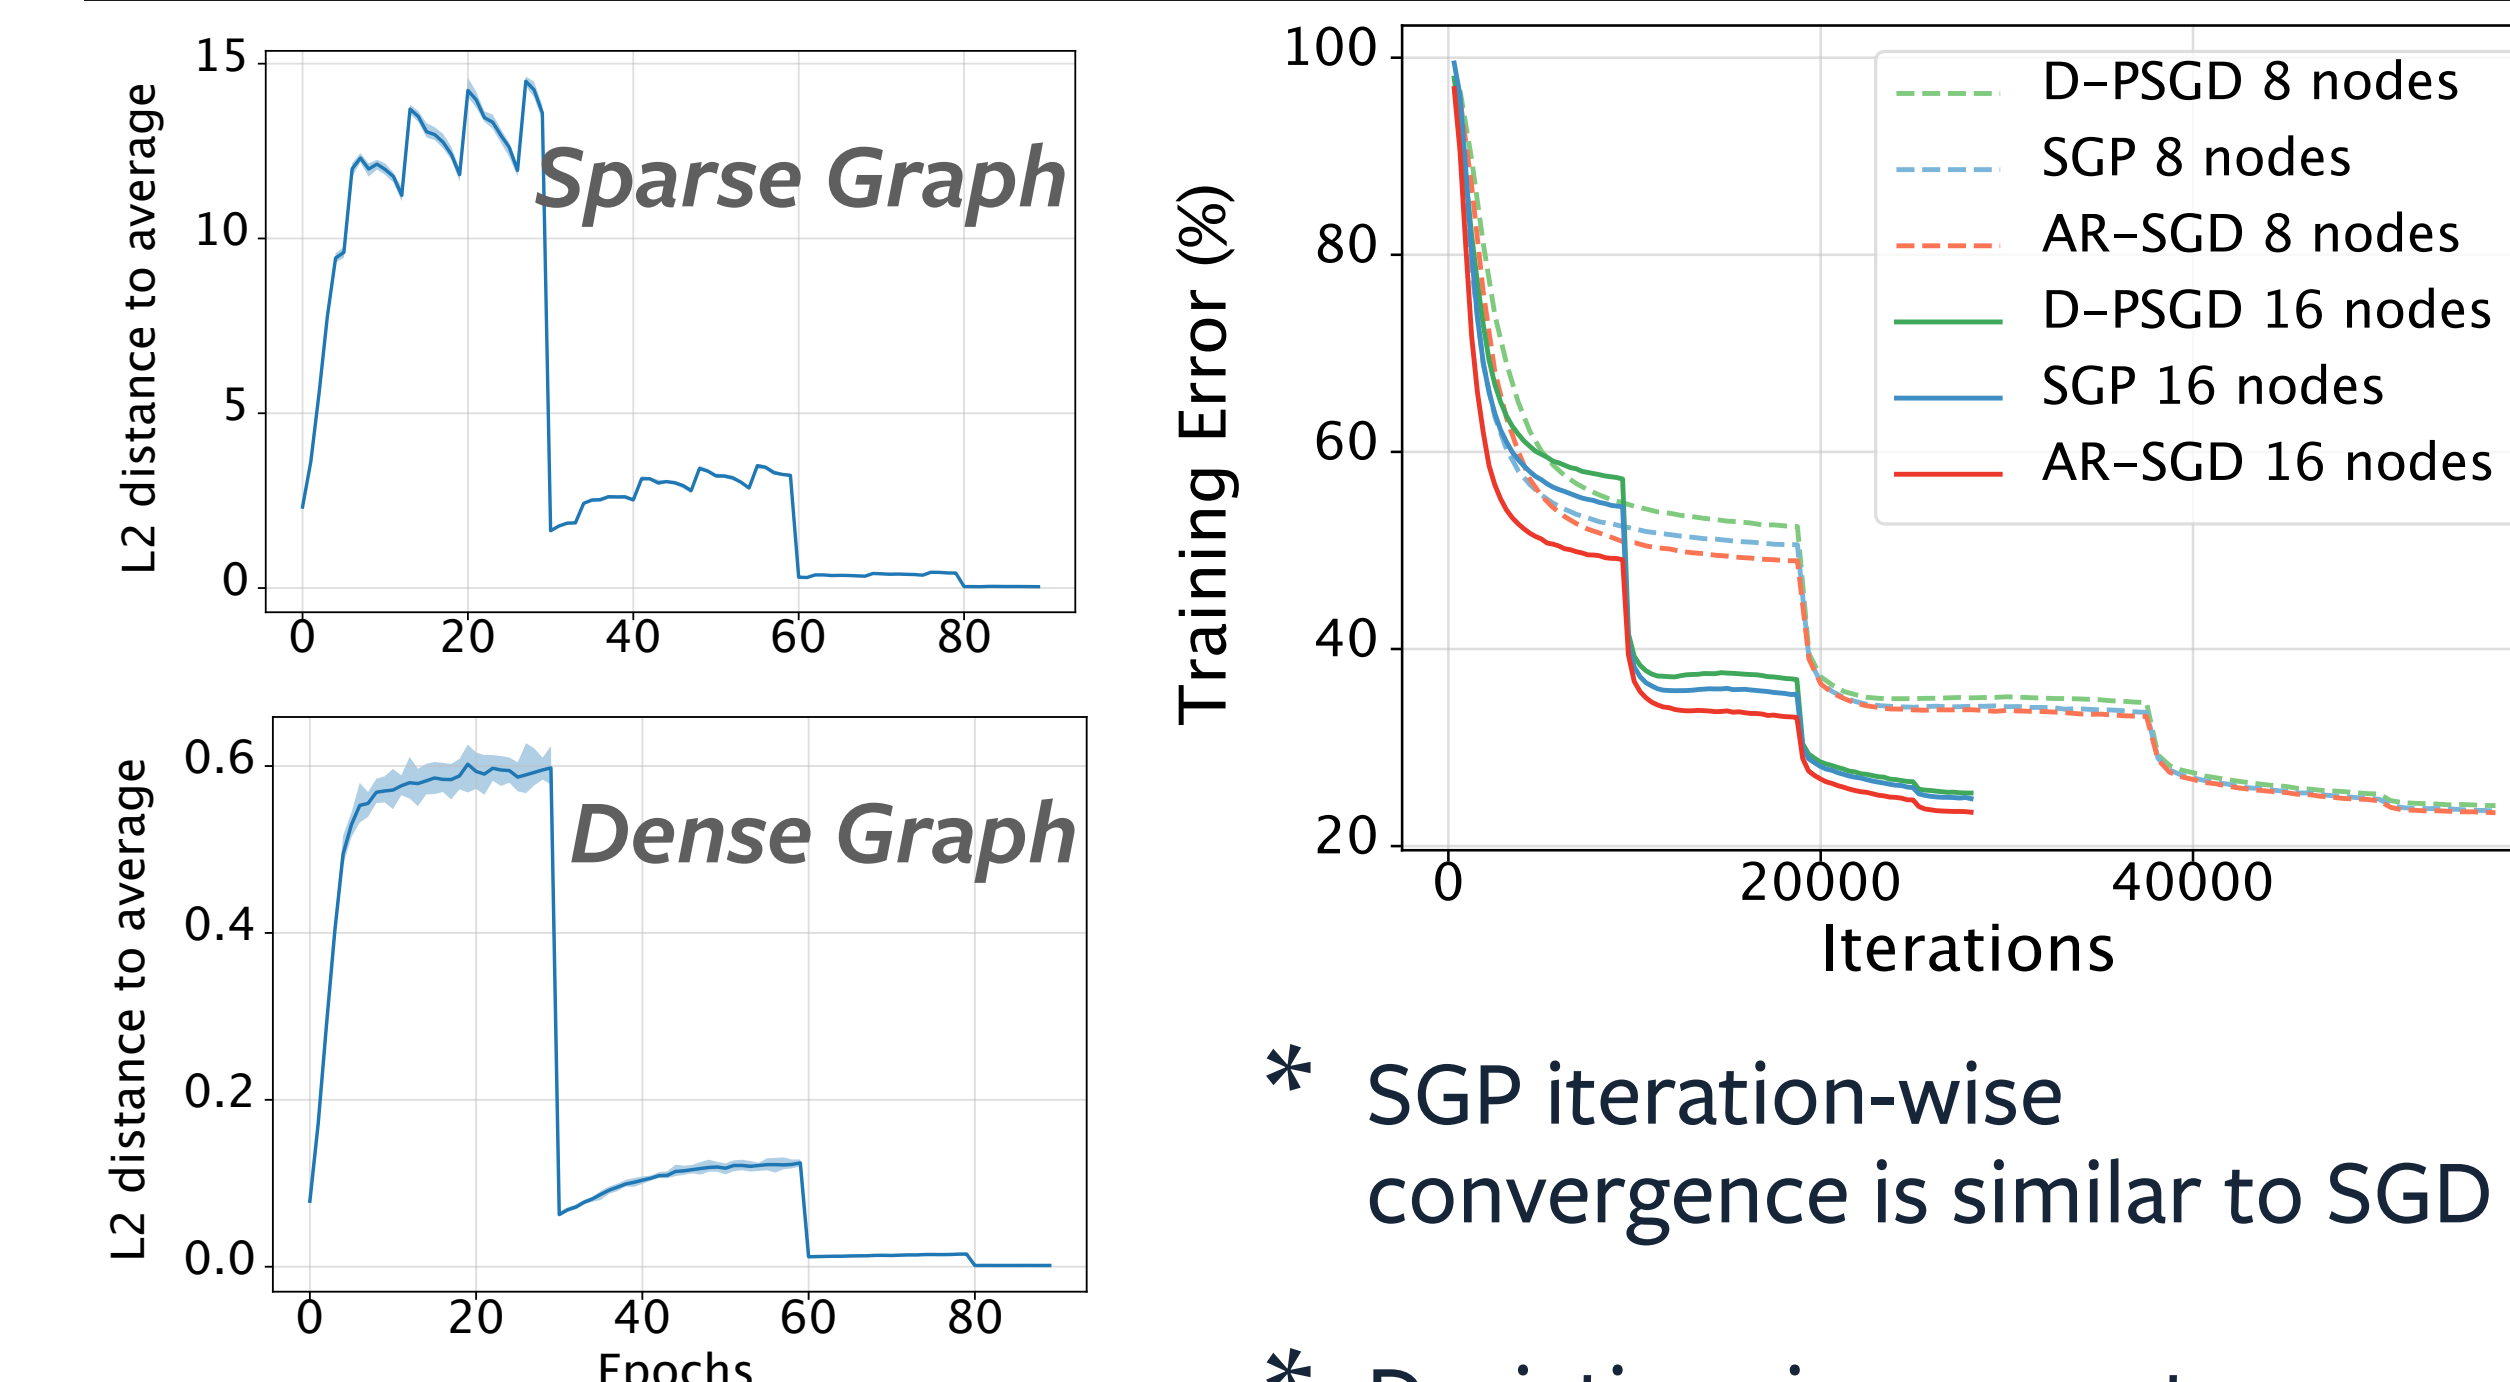 15
10
5
0
L2 distance to average
Sparse Graph
0 20 40 60 80
0.6
0.4
0.2
0.0
L2 distance to average
Dense Graph
0 20 40 60 80
Epochs
100
80
60
40
20
Training Error (%)
D–PSGD 8 nodes
SGP 8 nodes
AR–SGD 8 nodes
D–PSGD 16 nodes
SGP 16 nodes
AR–SGD 16 nodes
0 20000 40000
Iterations
* SGP iteration-wise
convergence is similar to SGD
*